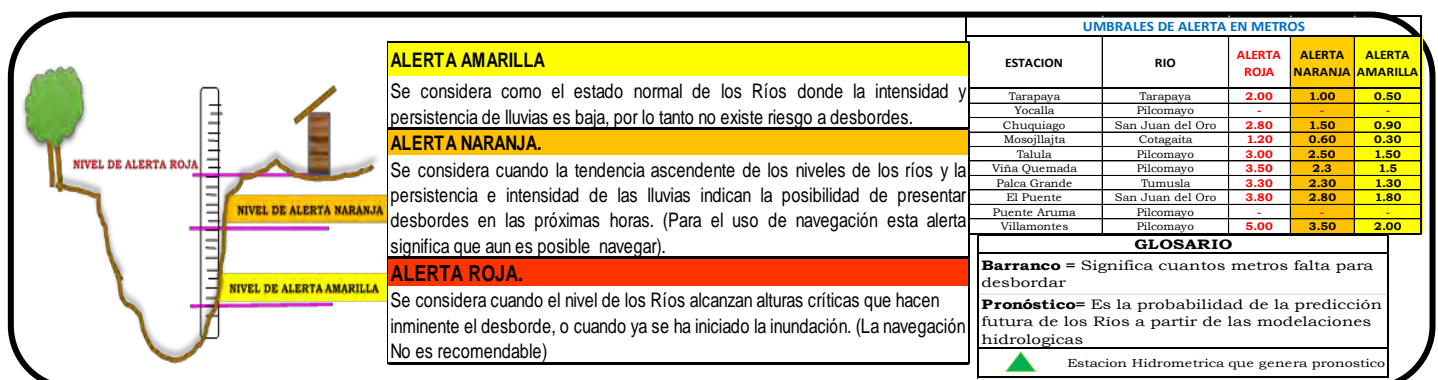 NIVEL DE ALERTA ROJA
NIVEL DE ALERTA NARANJA
NIVEL DE ALERTA AMARILLA
ALERTA AMARILLA
Se considera como el estado normal de los Ríos donde la intensidad y
persistencia de lluvias es baja, por lo tanto no existe riesgo a desbordes.
ALERTA NARANJA.
Se considera cuando la tendencia ascendente de los niveles de los ríos y la
persistencia e intensidad de las lluvias indican la posibilidad de presentar
desbordes en las próximas horas. (Para el uso de navegación esta alerta
significa que aun es posible navegar).
ALERTA ROJA.
Se considera cuando el nivel de los Ríos alcanzan alturas críticas que hacen
inminente el desborde, o cuando ya se ha iniciado la inundación. (La navegación
No es recomendable)
UMBRALES DE ALERTA EN METROS
ESTACION RIO ALERTA ROJA ALERTA NARANJA ALERTA AMARILLA
Tarapaya Tarapaya 2.00 1.00 0.50
Yocalla Pilcomayo - - -
Chuquiago San Juan del Oro 2.80 1.50 0.90
Mosojllajta Cotagaita 1.20 0.60 0.30
Talula Pilcomayo 3.00 2.50 1.50
Viña Quemada Pilcomayo 3.50 2.3 1.5
Palca Grande Tumusla 3.30 2.30 1.30
El Puente San Juan del Oro 3.80 2.80 1.80
Puente Aruma Pilcomayo - - -
Villamontes Pilcomayo 5.00 3.50 2.00
GLOSARIO
Barranco = Significa cuantos metros falta para
desbordar
Pronóstico= Es la probabilidad de la predicción
futura de los Ríos a partir de las modelaciones
hidrologicas
Estacion Hidrometrica que genera pronostico